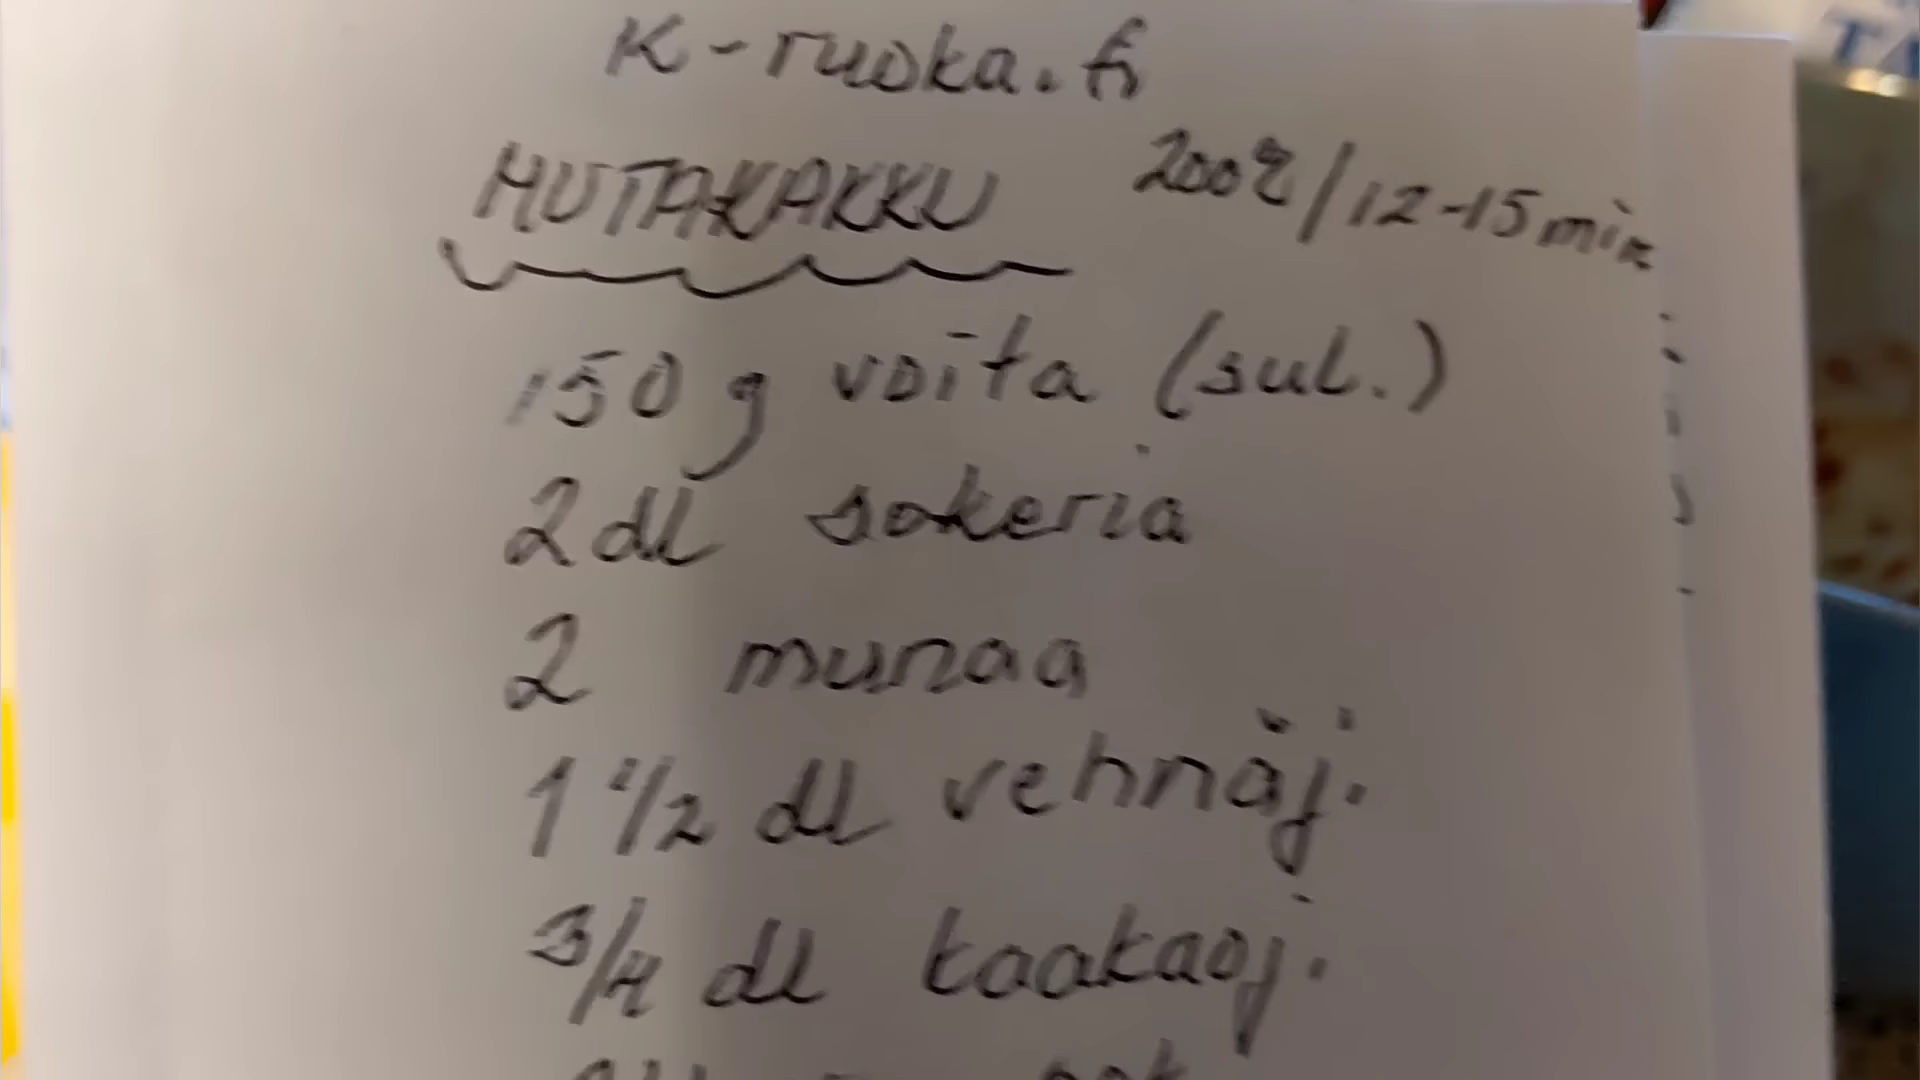 K-ruoka.fi
MUTAKAKKU 200°C/12-15 min
150 g voita (sul.)
2 dl sokeria
2 munaa
1 1/2 dl vehnäj.
3/4 dl kaakaoj.